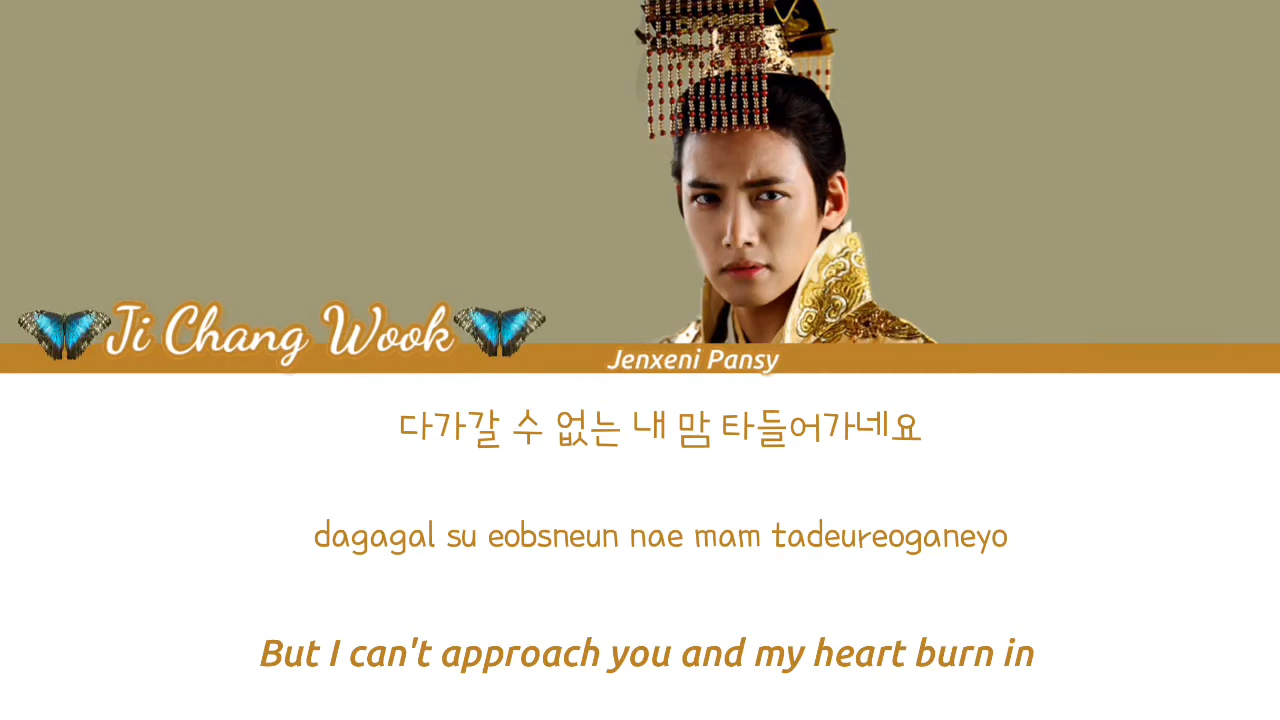 Ji Chang Wook
Jenxeni Pansy
다가갈 수 없는 내 맘 타들어가네요
dagagal su eobsneun nae mam tadeureoganeyo
But I can't approach you and my heart burn in